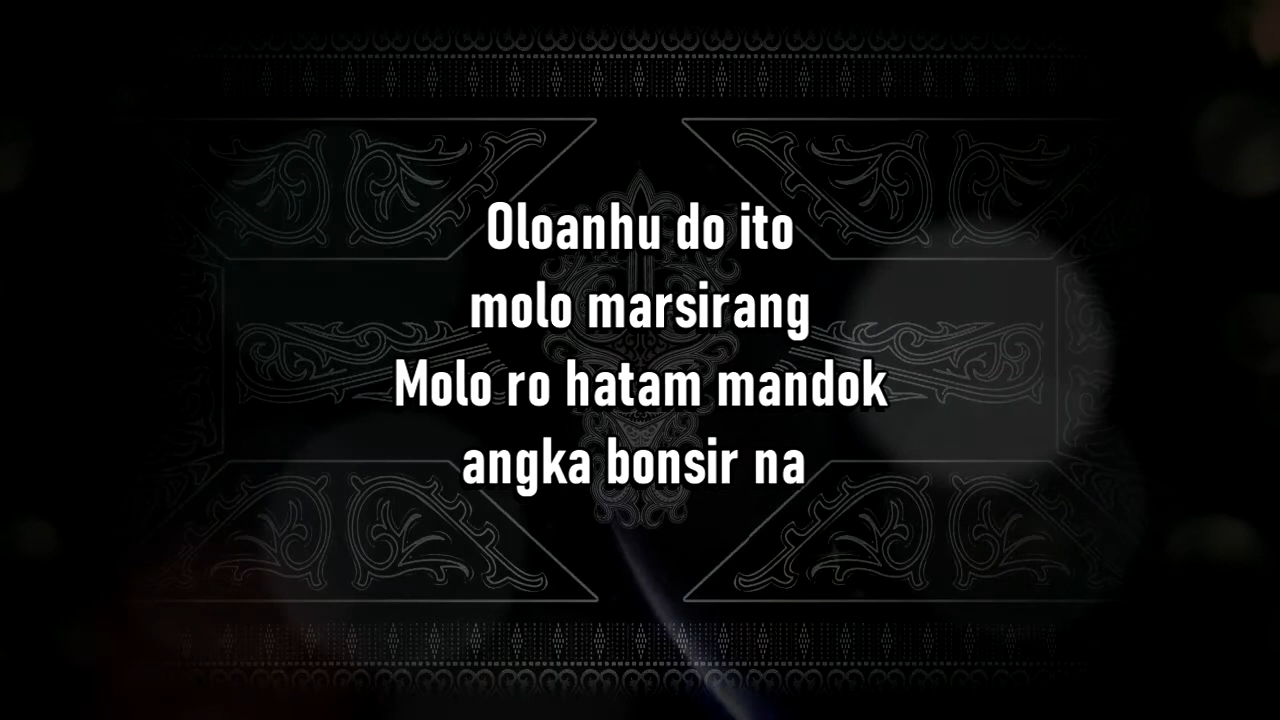 Oloanhu do ito
molo marsirang
Molo ro hatam mandok
angka bonsir na